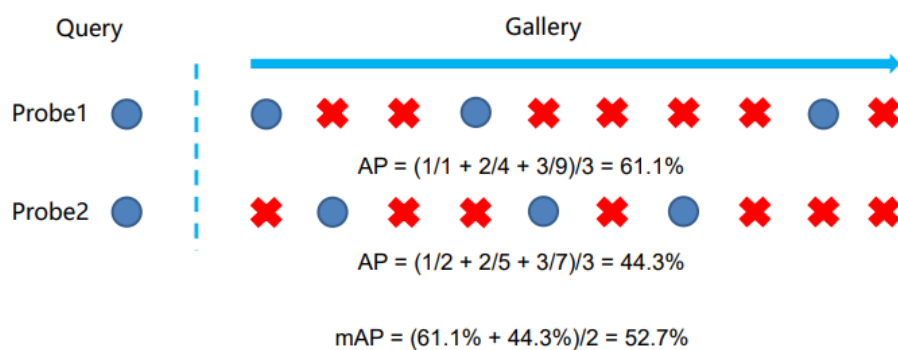 Query Gallery
Probe1
AP = (1/1 + 2/4 + 3/9)/3 = 61.1%
Probe2
AP = (1/2 + 2/5 + 3/7)/3 = 44.3%
mAP = (61.1% + 44.3%)/2 = 52.7%